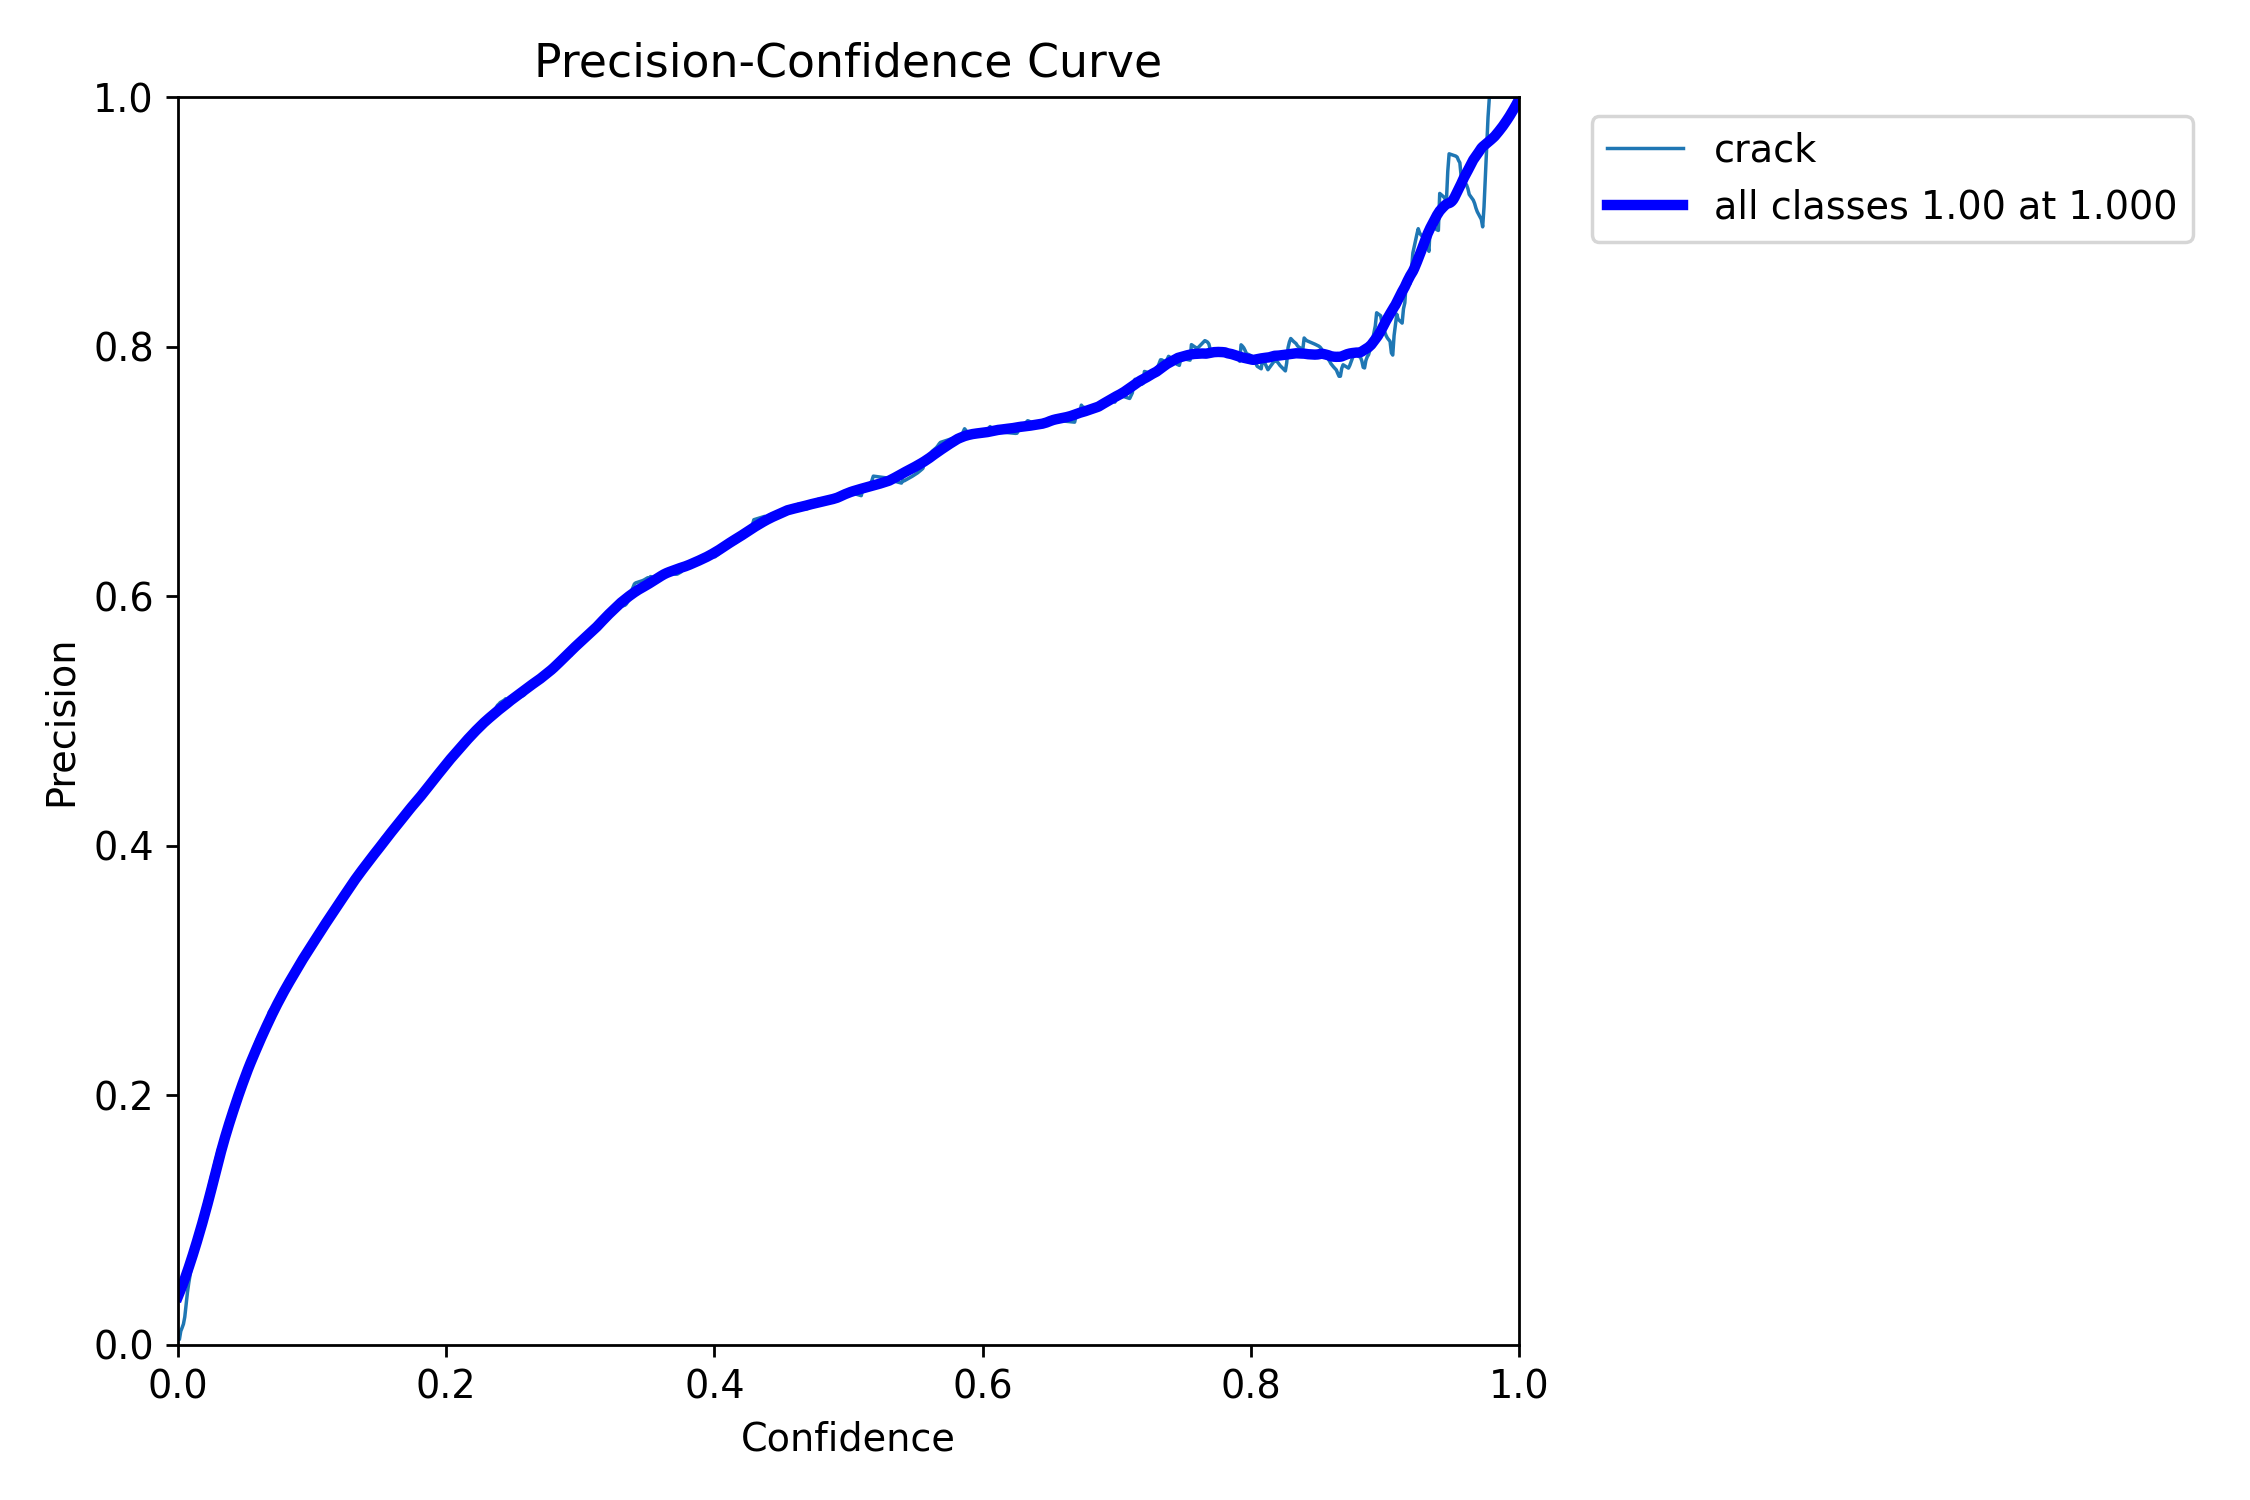 Precision-Confidence Curve
crack
all classes 1.00 at 1.000
Precision
1.0
0.8
0.6
0.4
0.2
0.0
0.0 0.2 0.4 0.6 0.8 1.0
Confidence